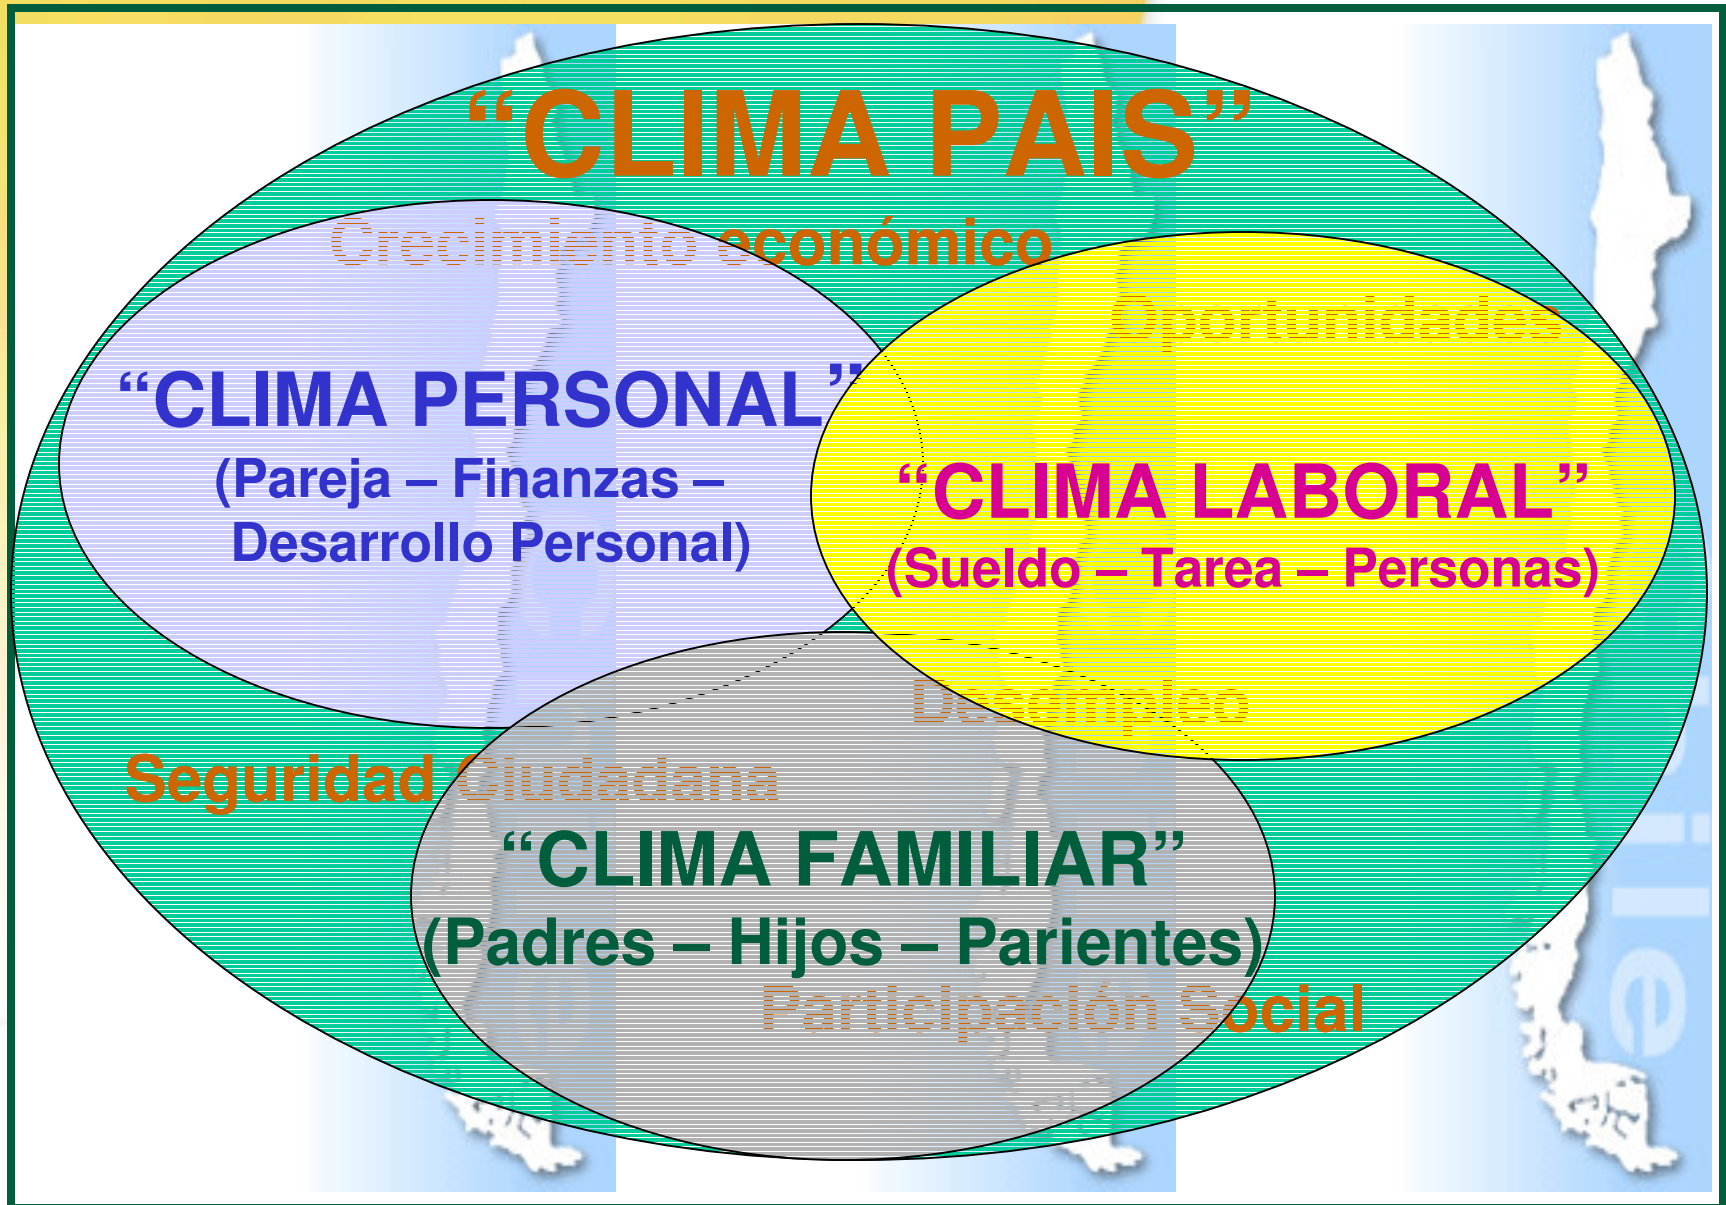 “CLIMA PAIS”
Crecimiento económico
Oportunidades
“CLIMA PERSONAL”
(Pareja – Finanzas –
Desarrollo Personal)
“CLIMA LABORAL”
(Sueldo – Tarea – Personas)
Desempleo
Seguridad Ciudadana
“CLIMA FAMILIAR”
(Padres – Hijos – Parientes)
Participación Social